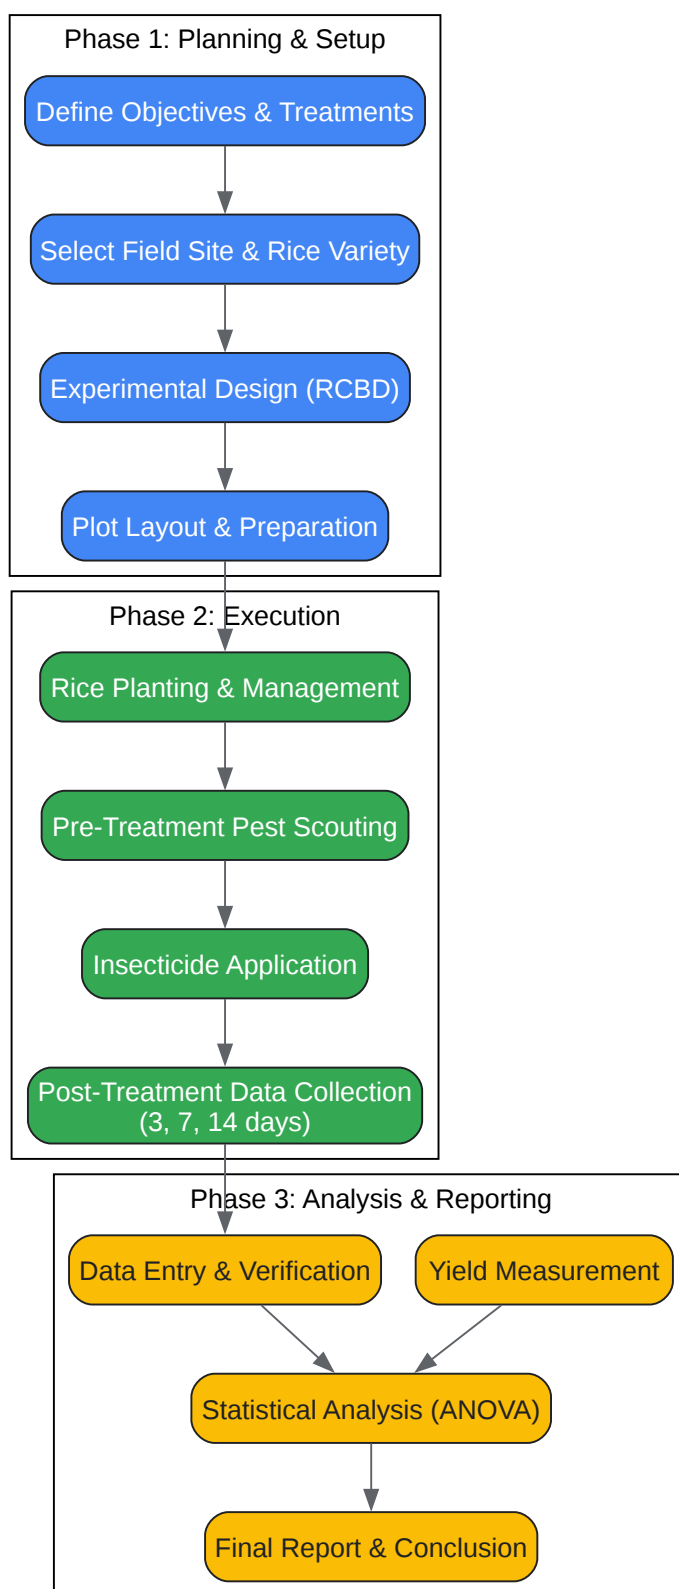 Phase 1: Planning & Setup
Define Objectives & Treatments
Select Field Site & Rice Variety
Experimental Design (RCBD)
Plot Layout & Preparation
Phase 2: Execution
Rice Planting & Management
Pre-Treatment Pest Scouting
Insecticide Application
Post-Treatment Data Collection
(3, 7, 14 days)
Phase 3: Analysis & Reporting
Data Entry & Verification
Yield Measurement
Statistical Analysis (ANOVA)
Final Report & Conclusion